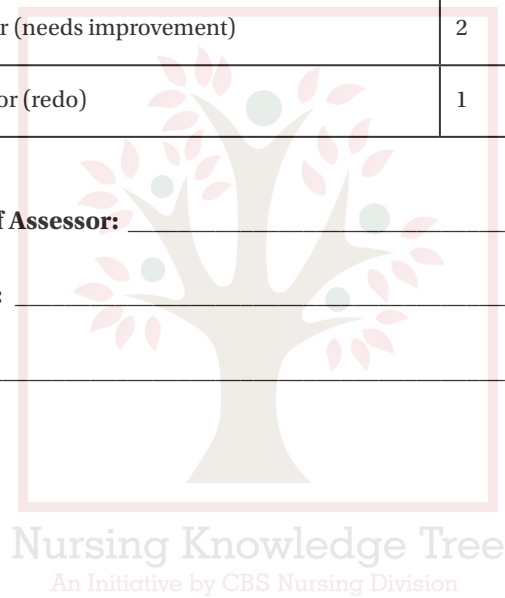 r (needs improvement) 2
or (redo) 1
f Assessor:
:
Nursing Knowledge Tree
An Initiative by CBS Nursing Division